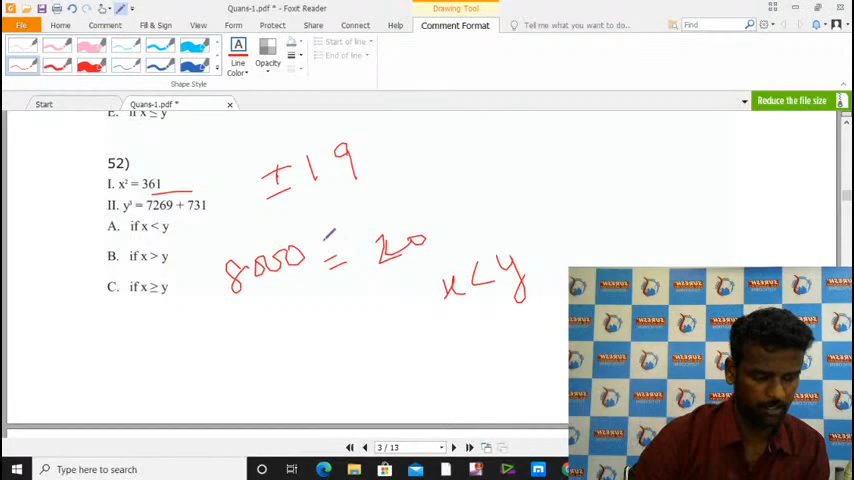 Quans-1.pdf * - Foxit Reader
Drawing Tool
File Home Comment Fill & Sign View Form Protect Share Connect Help Comment Format Tell me what you want to do... Find
Line Color
Opacity
Start of line
End of line
Shape Style
Start Quans-1.pdf * Reduce the file size
E. if x ≤ y
52)
I. x² = 361
II. y³ = 7269 + 731
A. if x < y
B. if x > y
C. if x ≥ y
± 19
8000 = 20
x < y
SURESH
3 / 13
Type here to search